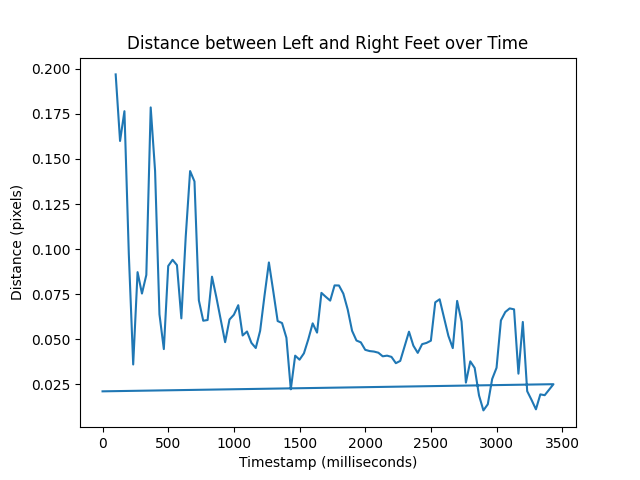 Distance between Left and Right Feet over Time
0.200
0.175
0.150
0.125
0.100
0.075
0.050
0.025
Distance (pixels)
0 500 1000 1500 2000 2500 3000 3500
Timestamp (milliseconds)